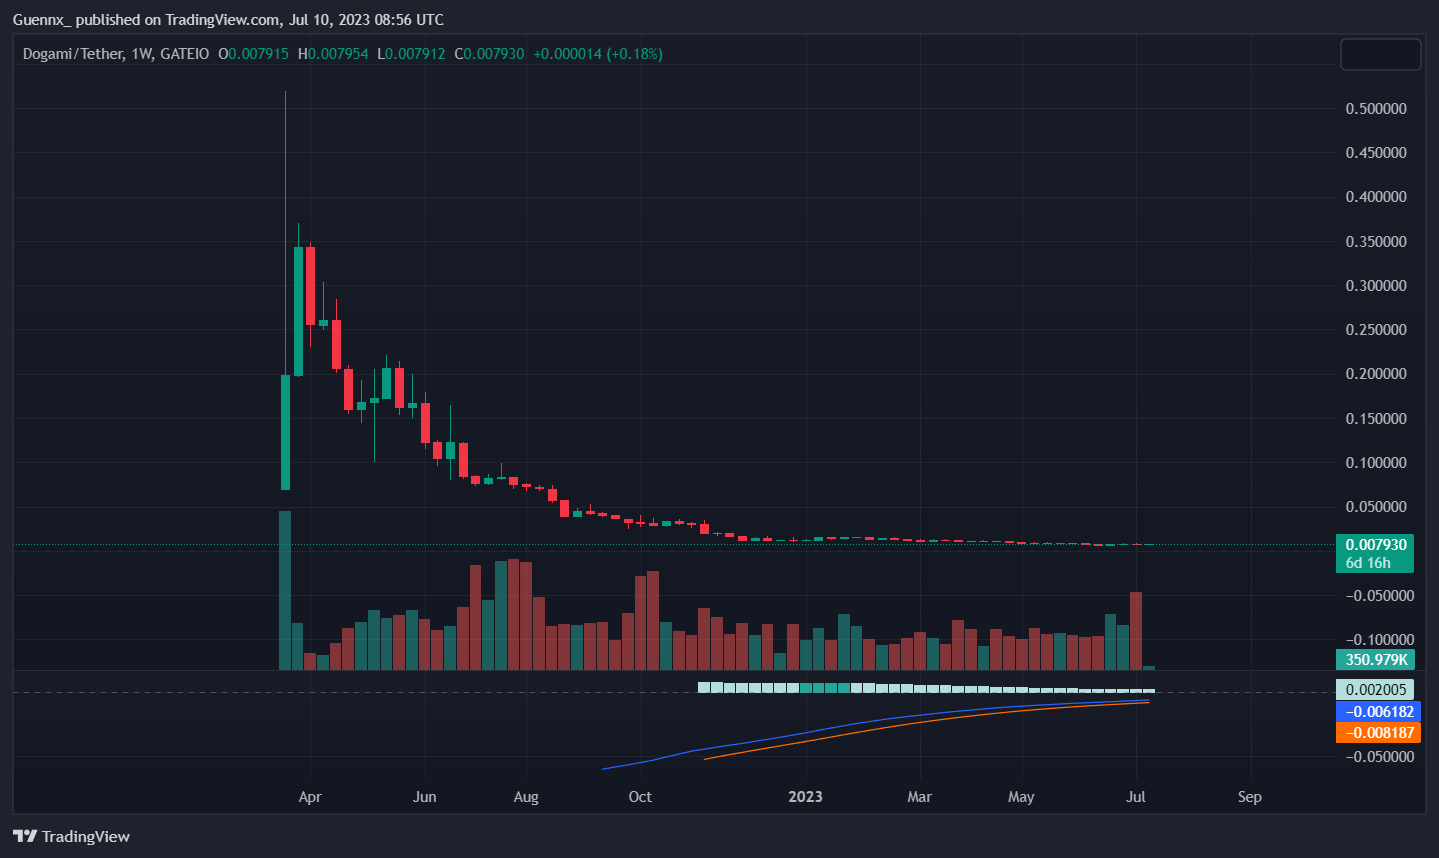 Guennx_ published on TradingView.com, Jul 10, 2023 08:56 UTC
Dogami/Tether, 1W, GATEIO O0.007915 H0.007954 L0.007912 C0.007930 +0.000014 (+0.18%)
0.500000
0.450000
0.400000
0.350000
0.300000
0.250000
0.200000
0.150000
0.100000
0.050000
0.007930
6d 16h
−0.050000
−0.100000
350.979K
0.002005
−0.006182
−0.008187
−0.050000
Apr Jun Aug Oct 2023 Mar May Jul Sep
TradingView